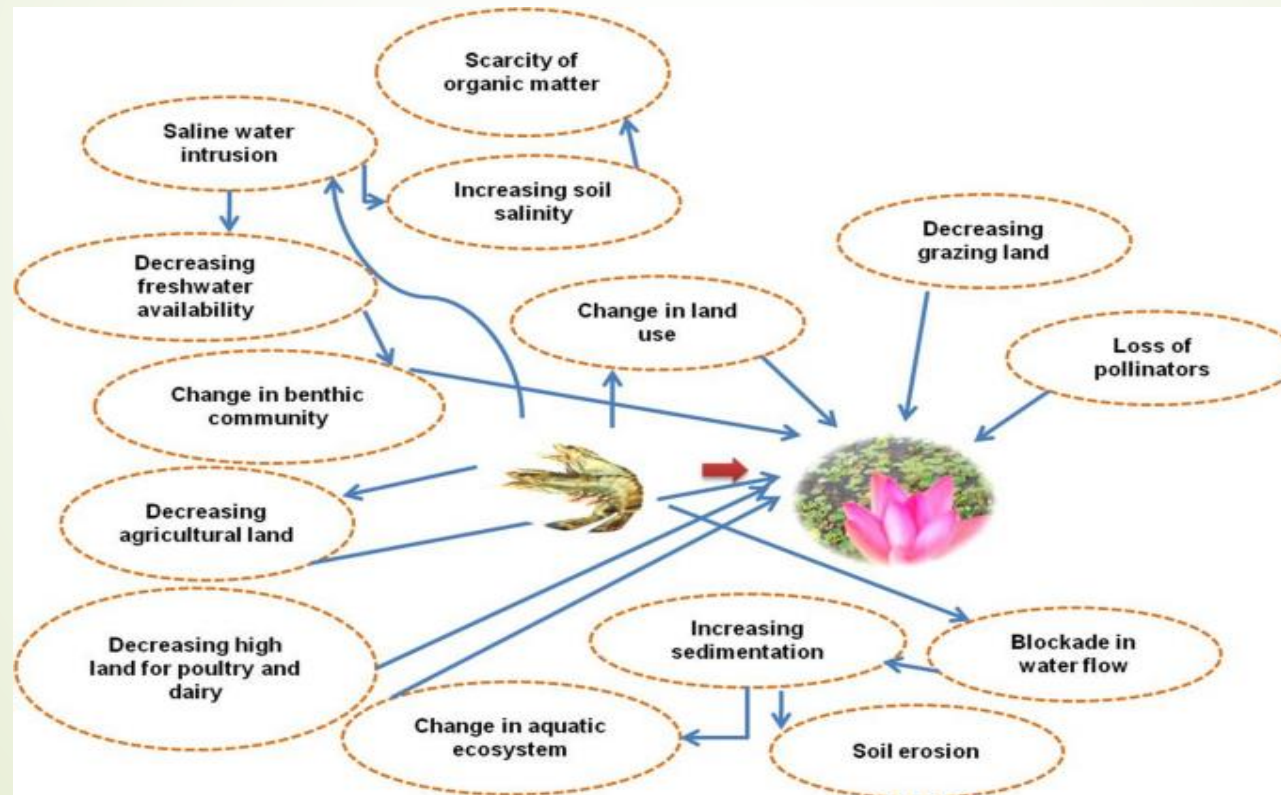 Scarcity of
organic matter
Saline water
intrusion
Increasing soil
salinity
Decreasing
grazing land
Decreasing
freshwater
availability
Change in land
use
Loss of
pollinators
Change in benthic
community
Decreasing
agricultural land
Decreasing high
land for poultry and
dairy
Increasing
sedimentation
Blockade in
water flow
Change in aquatic
ecosystem
Soil erosion